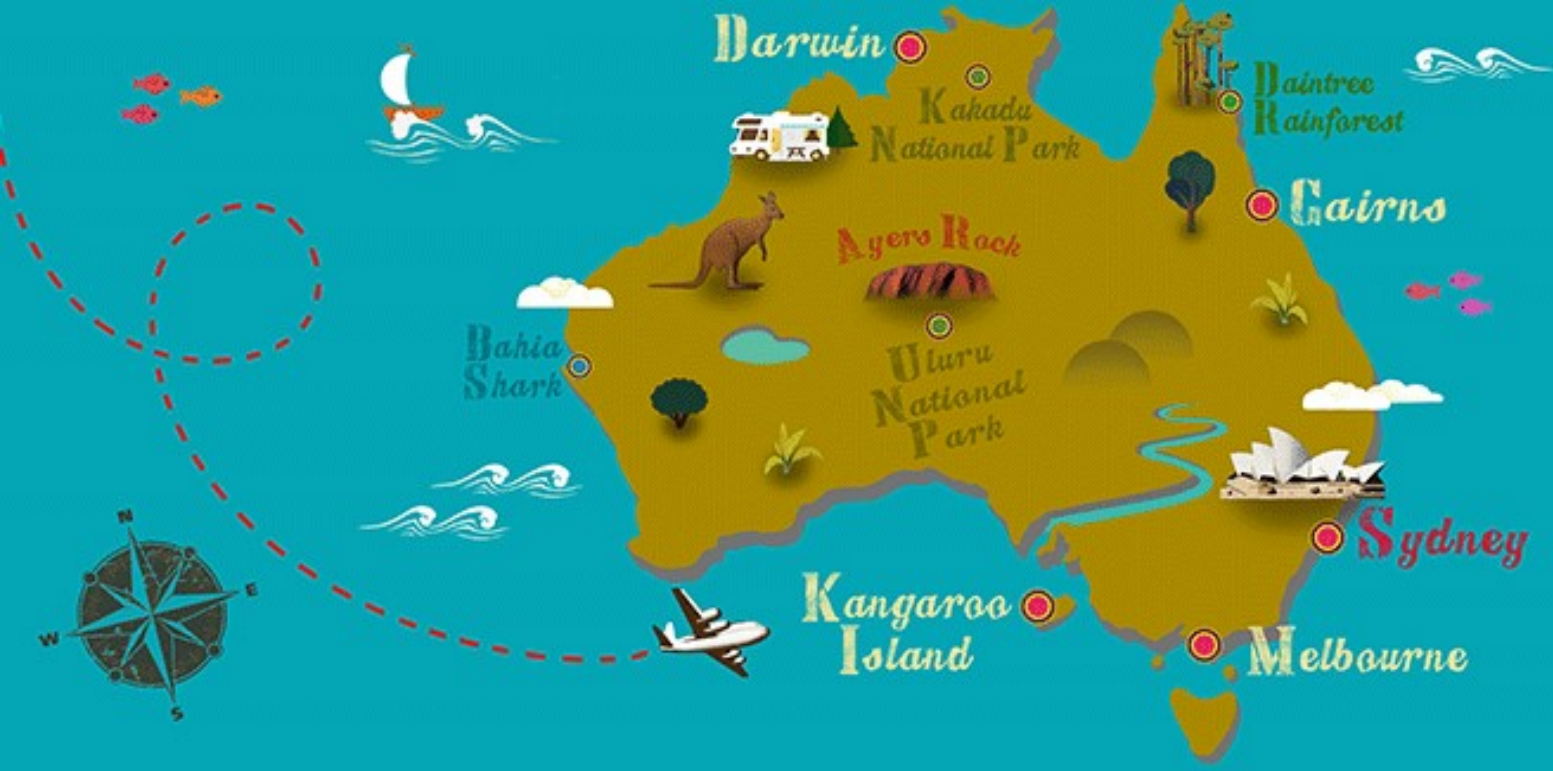 Darwin
Kakadu
National Park
Daintree
Rainforest
Cairns
Ayers Rock
Bahia
Shark
Uluru
National
Park
Sydney
Kangaroo
Island
Melbourne
N
E
W
S